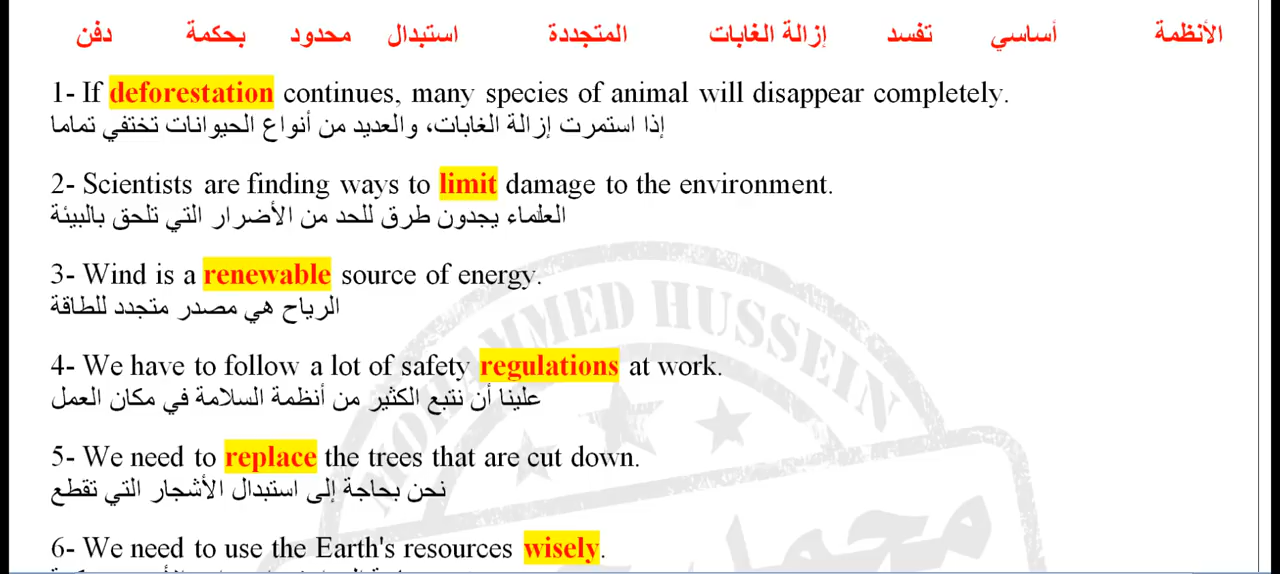 الأنظمة أساسي تفسد إزالة الغابات المتجددة استبدال محدود بحكمة دفن
1- If deforestation continues, many species of animal will disappear completely.
إذا استمرت إزالة الغابات، والعديد من أنواع الحيوانات تختفي تماما
2- Scientists are finding ways to limit damage to the environment.
العلماء يجدون طرق للحد من الأضرار التي تلحق بالبيئة
3- Wind is a renewable source of energy.
الرياح هي مصدر متجدد للطاقة
4- We have to follow a lot of safety regulations at work.
علينا أن نتبع الكثير من أنظمة السلامة في مكان العمل
5- We need to replace the trees that are cut down.
نحن بحاجة إلى استبدال الأشجار التي تقطع
6- We need to use the Earth's resources wisely.
MOHAMMED HUSSEIN
محمد